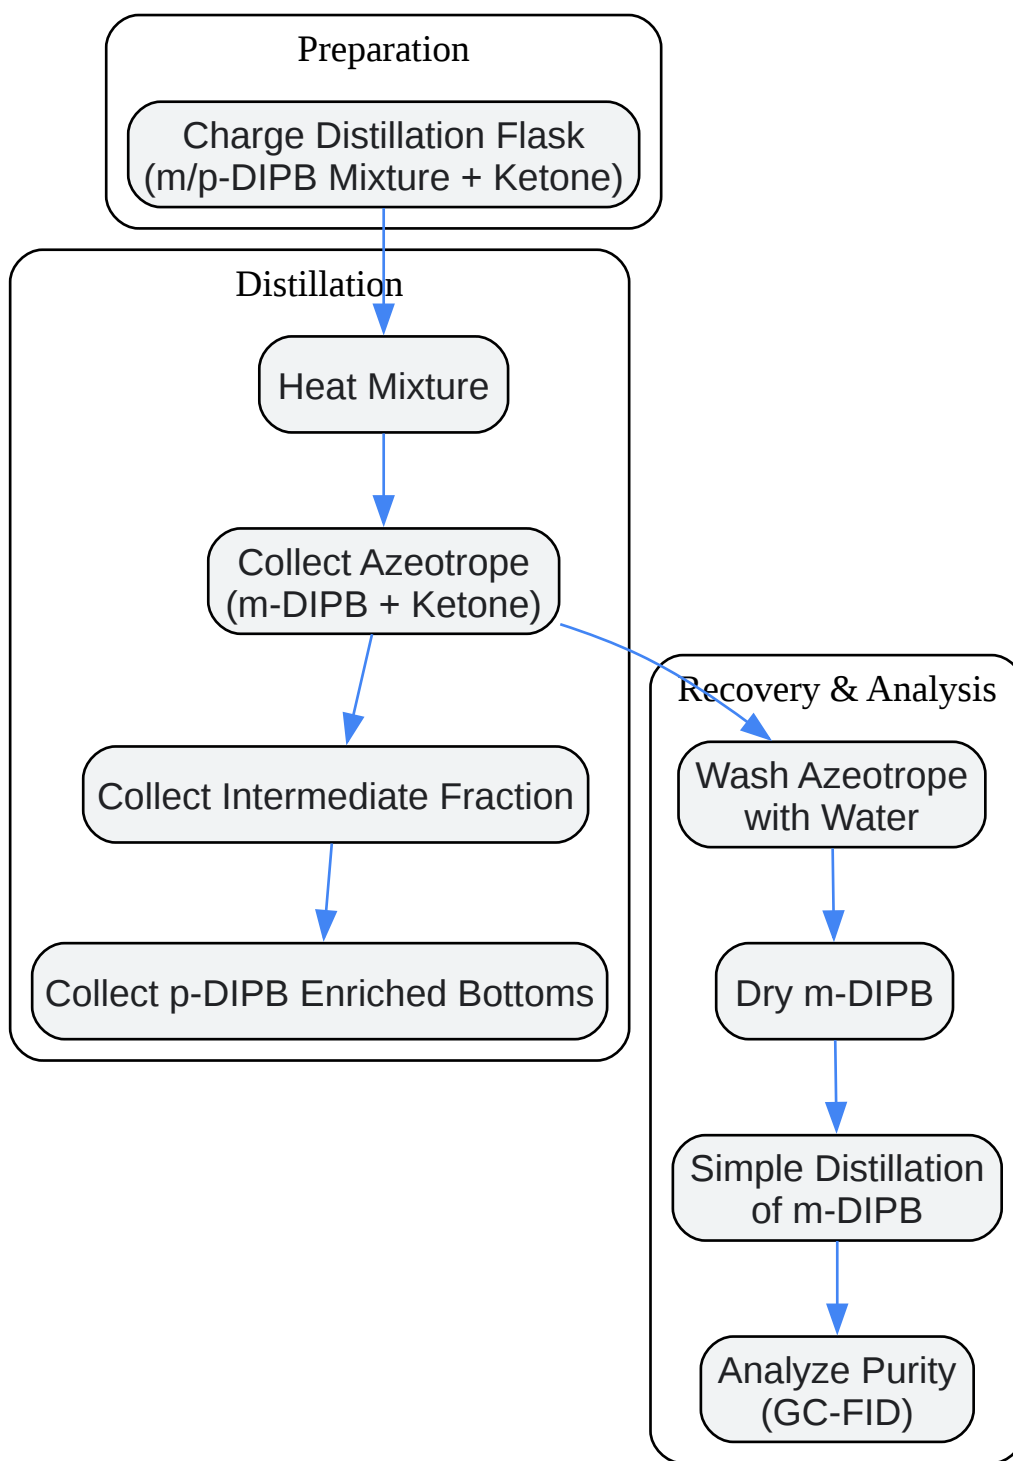 Preparation
Charge Distillation Flask
(m/p-DIPB Mixture + Ketone)
Distillation
Heat Mixture
Collect Azeotrope
(m-DIPB + Ketone)
Collect Intermediate Fraction
Collect p-DIPB Enriched Bottoms
Recovery & Analysis
Wash Azeotrope
with Water
Dry m-DIPB
Simple Distillation
of m-DIPB
Analyze Purity
(GC-FID)